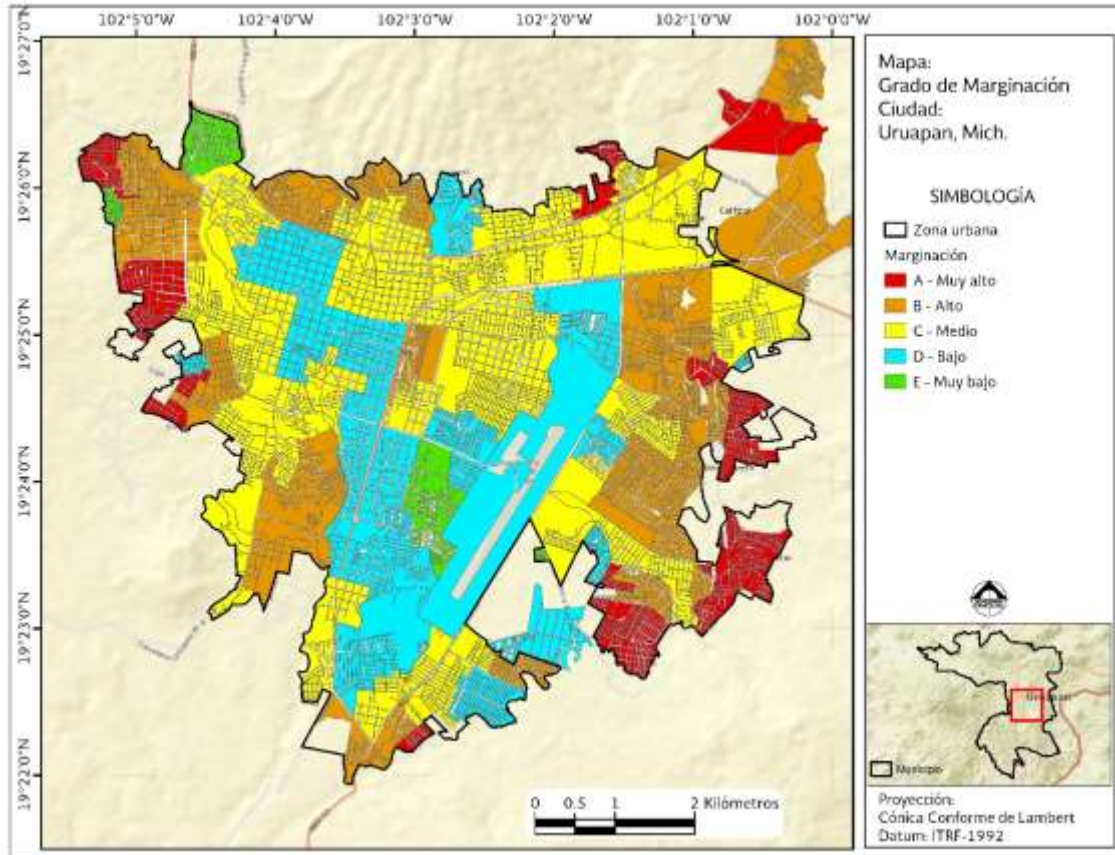 102°5'0"W 102°4'0"W 102°3'0"W 102°2'0"W 102°1'0"W 102°0'0"W
19°27'0"N
19°26'0"N
19°25'0"N
19°24'0"N
19°23'0"N
19°22'0"N
0 0.5 1 2 Kilómetros
Mapa:
Grado de Marginación
Ciudad:
Uruapan, Mich.
SIMBOLOGÍA
Zona urbana
Marginación
A - Muy alto
B - Alto
C - Medio
D - Bajo
E - Muy bajo
Municipio
Proyección:
Cónica Conforme de Lambert
Datum: ITRF-1992